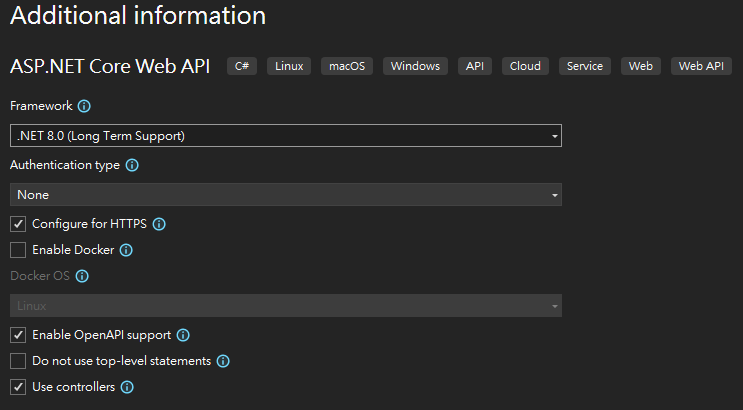 Additional information
ASP.NET Core Web API C# Linux macOS Windows API Cloud Service Web Web API
Framework
.NET 8.0 (Long Term Support)
Authentication type
None
Configure for HTTPS
Enable Docker
Docker OS
Linux
Enable OpenAPI support
Do not use top-level statements
Use controllers